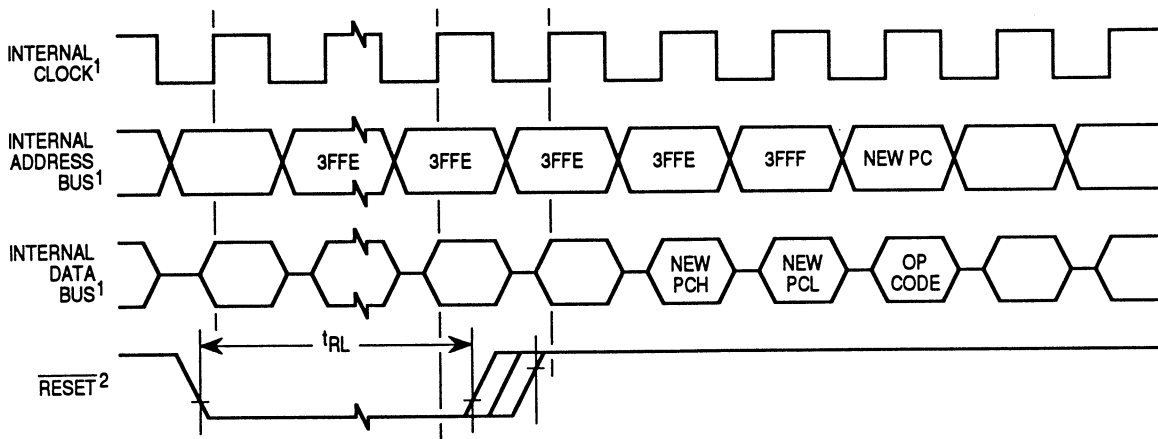 INTERNAL
CLOCK1
INTERNAL
ADDRESS
BUS1
3FFE
3FFE
3FFE
3FFE
3FFF
NEW PC
INTERNAL
DATA
BUS1
NEW
PCH
NEW
PCL
OP
CODE
tRL
RESET2